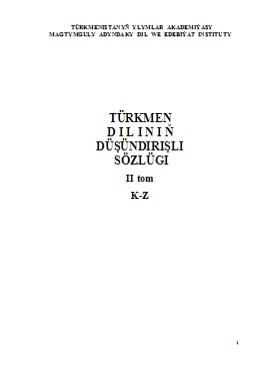 TÜRKMENISTANYŇ YLYMLAR AKADEMIÝASY
MAGTYMGULY ADYNDAKY DIL WE EDEBIÝAT INSTITUTY
TÜRKMEN
DILINIŇ
DÜŞÜNDIRIŞLI
SÖZLÜGI
II tom
K-Z
1